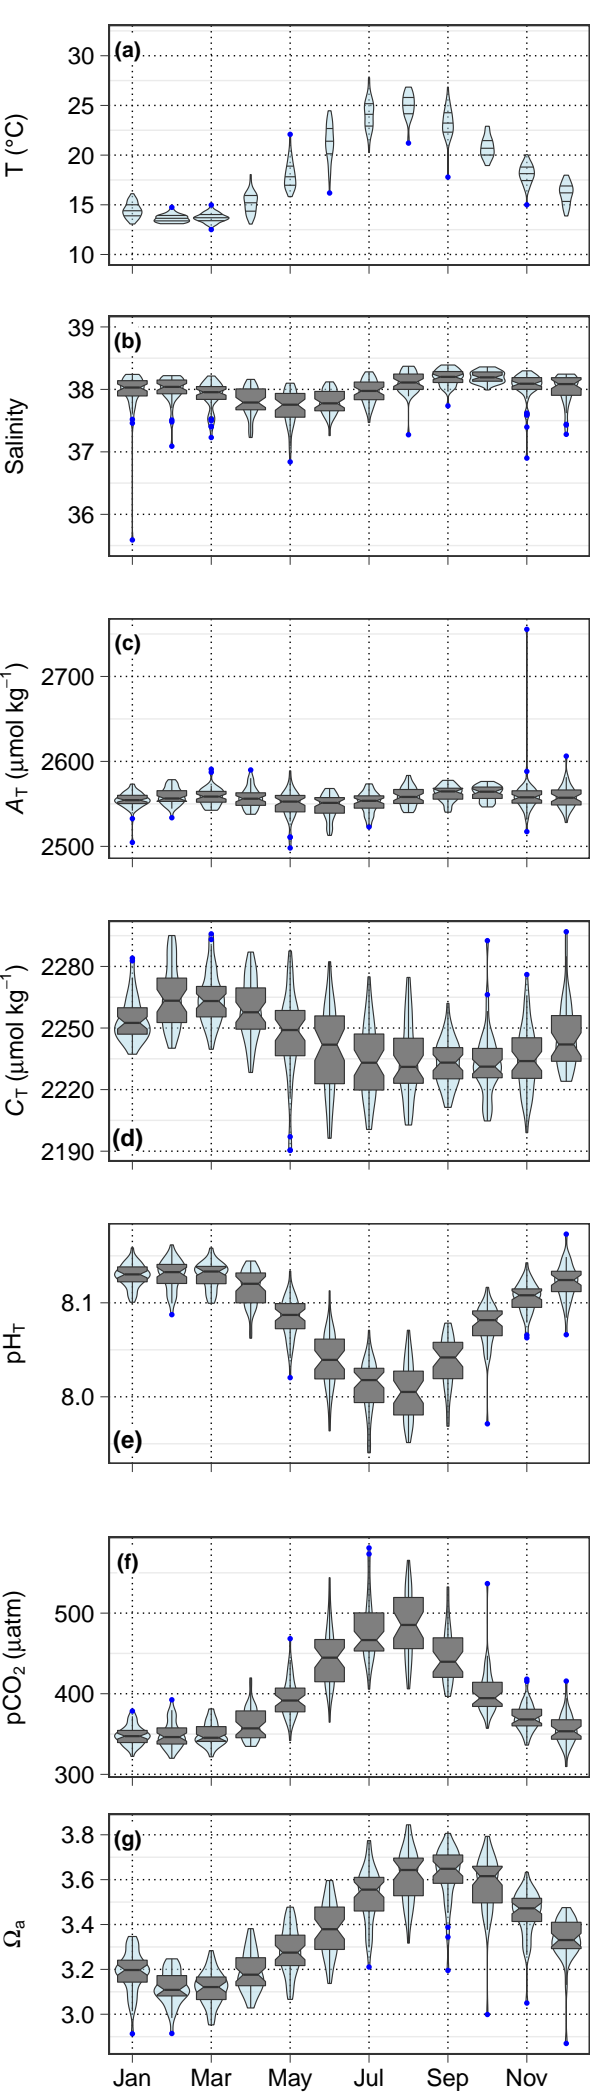 (a)
T (°C)
30
25
20
15
10
(b)
Salinity
39
38
37
36
(c)
A_T (μmol kg⁻¹)
2700
2600
2500
C_T (μmol kg⁻¹)
2280
2250
2220
2190
(d)
pH_T
8.1
8.0
(e)
(f)
pCO₂ (μatm)
500
400
300
(g)
Ωₐ
3.8
3.6
3.4
3.2
3.0
Jan Mar May Jul Sep Nov